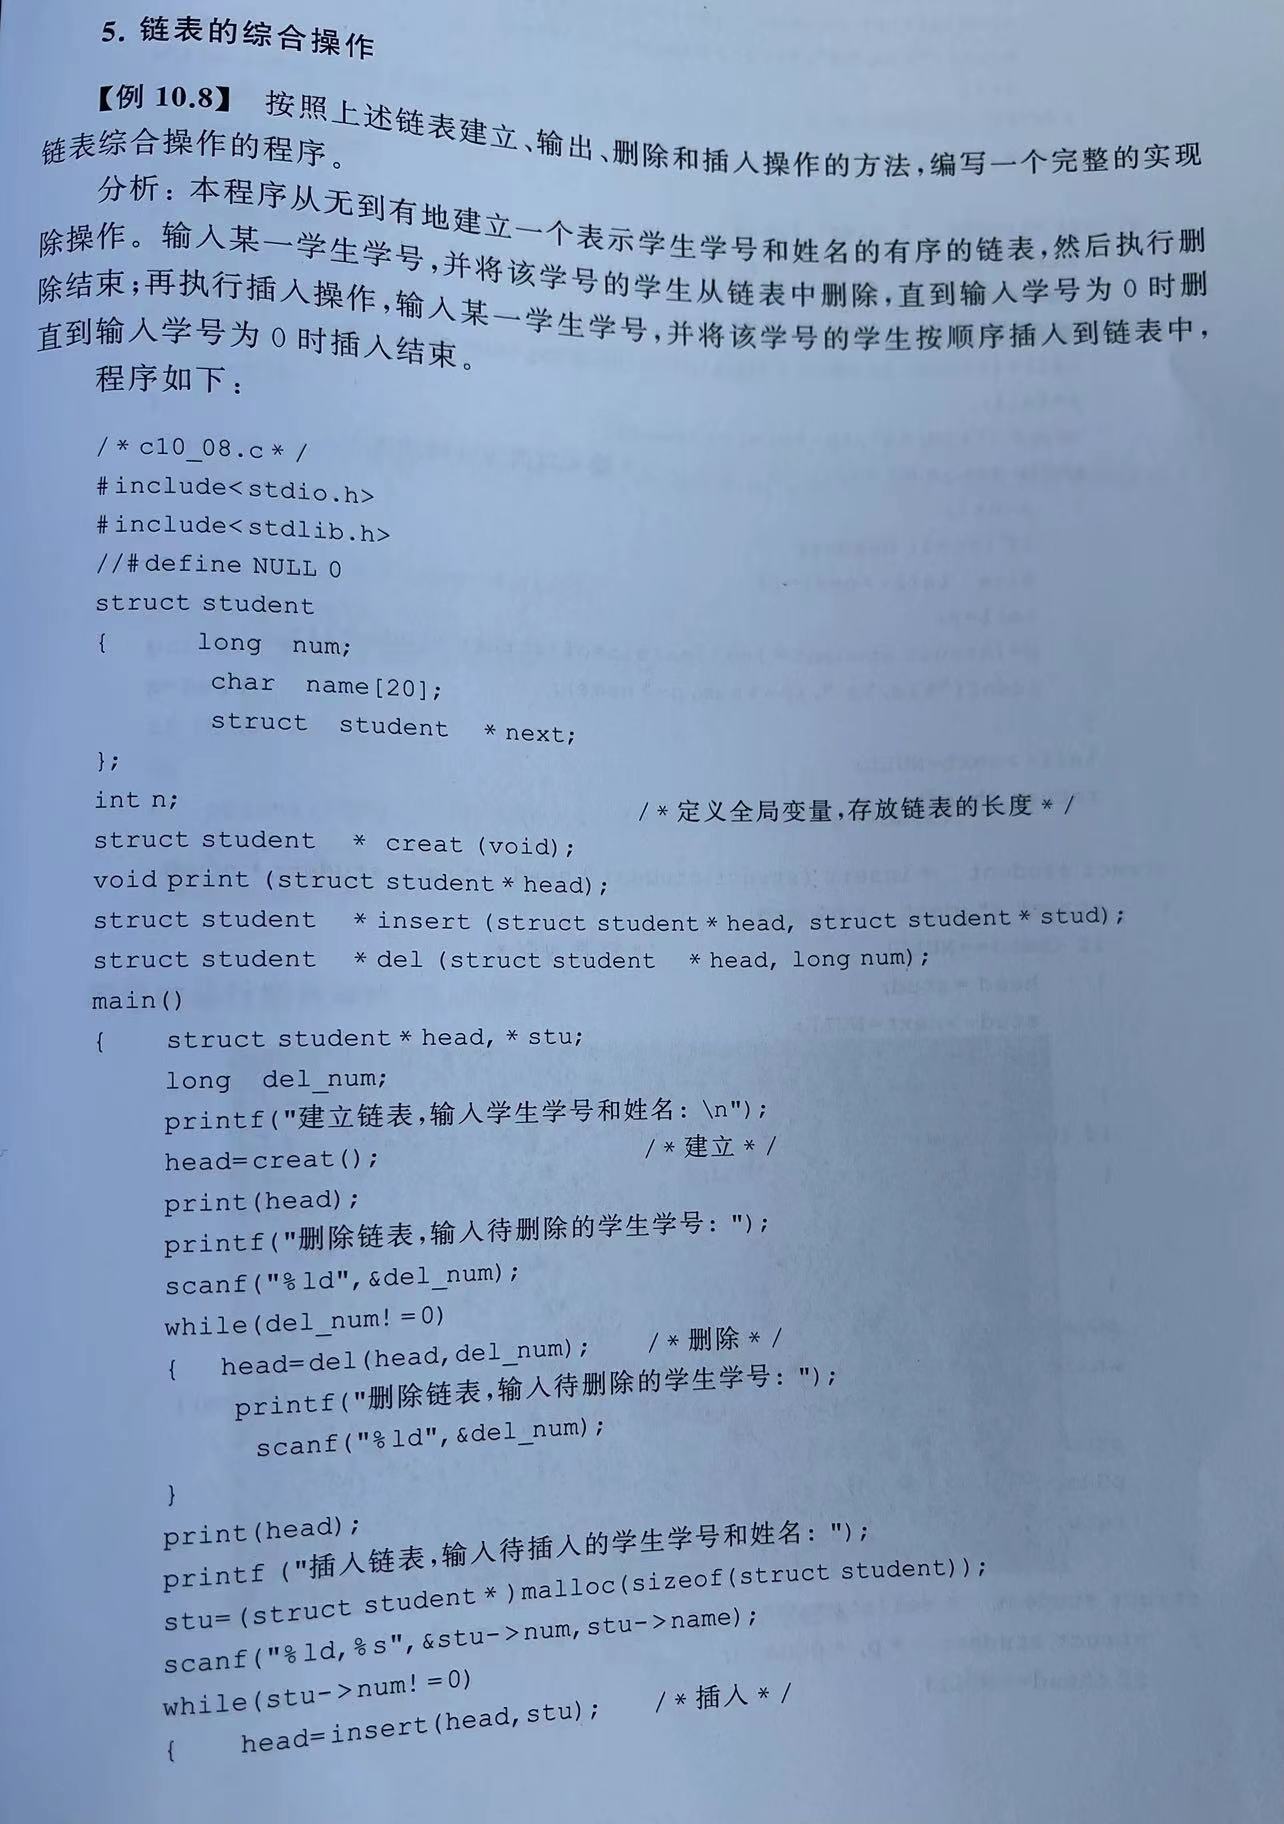 5. 链表的综合操作
【例 10.8】 按照上述链表建立、输出、删除和插入操作的方法,编写一个完整的实现
链表综合操作的程序。
分析：本程序从无到有地建立一个表示学生学号和姓名的有序的链表,然后执行删
除操作。输入某一学生学号,并将该学号的学生从链表中删除,直到输入学号为 0 时删
除结束;再执行插入操作,输入某一学生学号,并将该学号的学生按顺序插入到链表中,
直到输入学号为 0 时插入结束。
程序如下：
/*c10_08.c*/
#include<stdio.h>
#include<stdlib.h>
//#define NULL 0
struct student
{ long num;
char name[20];
struct student *next;
};
int n; /*定义全局变量,存放链表的长度*/
struct student * creat (void);
void print (struct student*head);
struct student *insert (struct student*head, struct student*stud);
struct student *del (struct student *head, long num);
main()
{ struct student*head,*stu;
long del_num;
printf("建立链表,输入学生学号和姓名：\n");
head=creat(); /*建立*/
print(head);
printf("删除链表,输入待删除的学生学号：");
scanf("%ld",&del_num);
while(del_num!=0)
{ head=del(head,del_num); /*删除*/
printf("删除链表,输入待删除的学生学号：");
scanf("%ld",&del_num);
}
print(head);
printf ("插入链表,输入待插入的学生学号和姓名：");
stu=(struct student*)malloc(sizeof(struct student));
scanf("%ld,%s",&stu->num,stu->name);
while(stu->num!=0)
{ head=insert(head,stu); /*插入*/